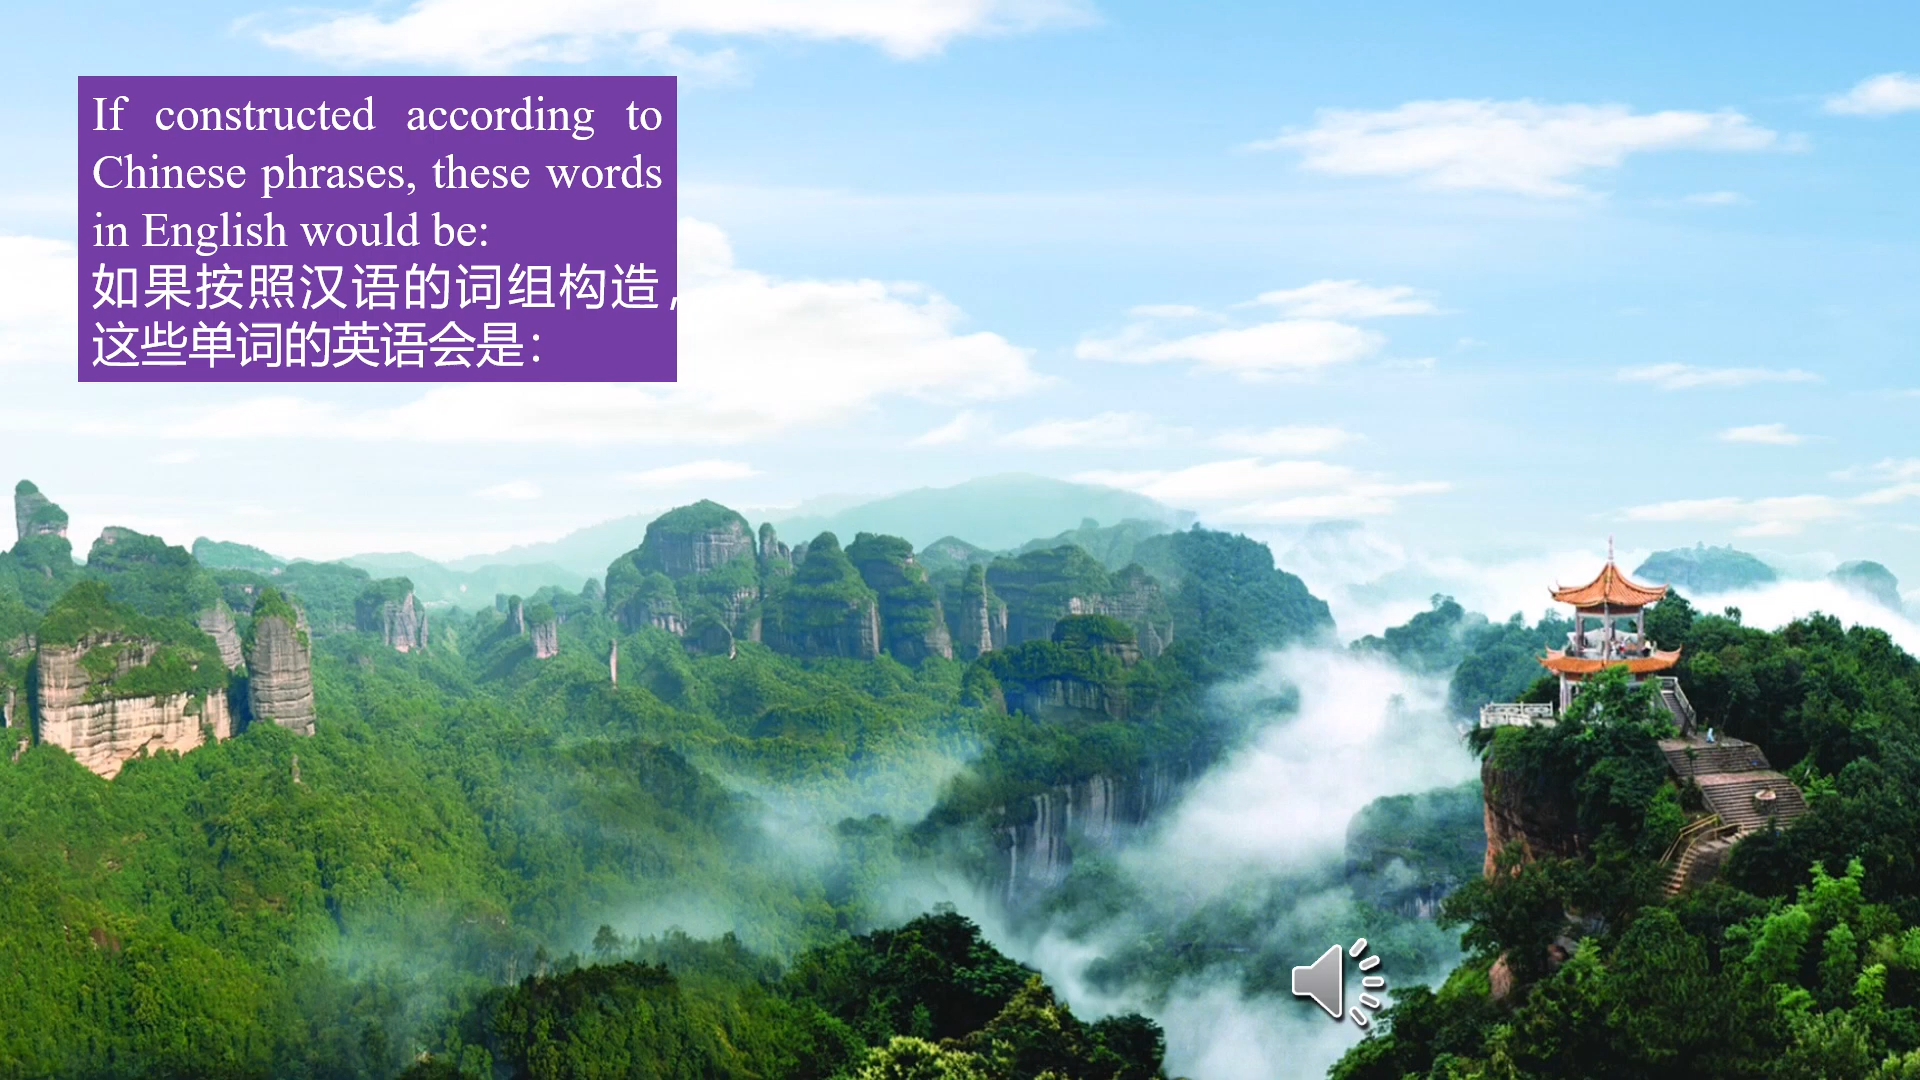 If constructed according to
Chinese phrases, these words
in English would be:
如果按照汉语的词组构造，
这些单词的英语会是：